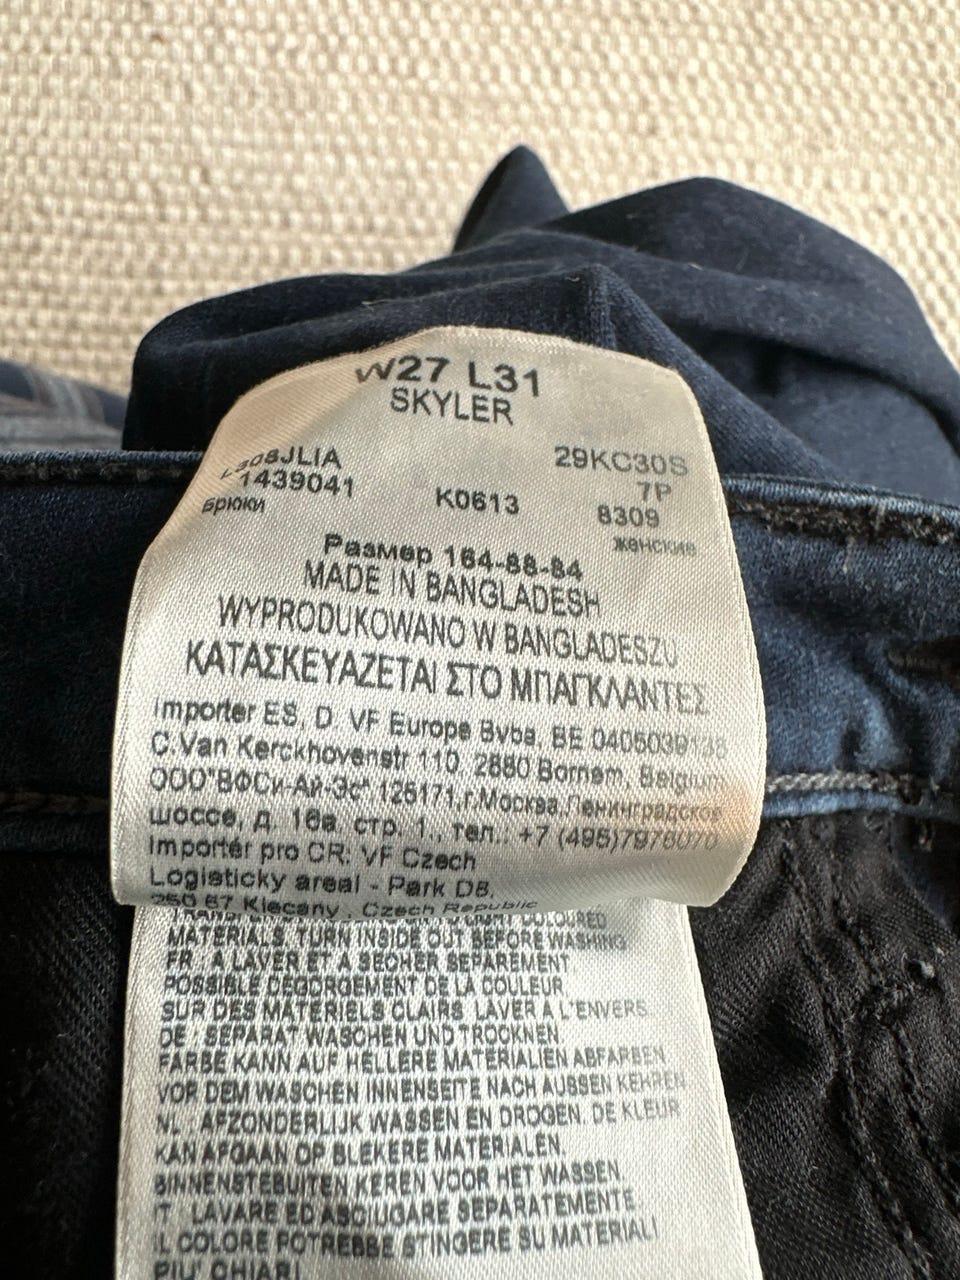 W27 L31
SKYLER
L308JLIA 29KC30S
1439041 7P
брюки K0613 8309
женские
Размер 164-88-84
MADE IN BANGLADESH
WYPRODUKOWANO W BANGLADESZU
ΚΑΤΑΣΚΕΥΑΖΕΤΑΙ ΣΤΟ ΜΠΑΓΚΛΑΝΤΕΣ
Importer ES, D: VF Europe Bvba, BE 0405039138
C.Van Kerckhovenstr 110, 2880 Bornem, Belgium
ООО"ВФСи-Ай-Эс" 125171,г.Москва,Ленинградское
шоссе, д. 16а, стр. 1., тел.: +7 (495)7976070
Importér pro CR: VF Czech
Logisticky areal - Park D8,
250 67 Klecany , Czech Republic
COLOURED
MATERIALS. TURN INSIDE OUT BEFORE WASHING
FR : A LAVER ET A SECHER SEPAREMENT
POSSIBLE DEGORGEMENT DE LA COULEUR
SUR DES MATERIELS CLAIRS. LAVER A L'ENVERS.
DE : SEPARAT WASCHEN UND TROCKNEN
FARBE KANN AUF HELLERE MATERIALIEN ABFARBEN
VOR DEM WASCHEN INNENSEITE NACH AUSSEN KEHREN
NL : AFZONDERLIJK WASSEN EN DROGEN. DE KLEUR
KAN AFGAAN OP BLEKERE MATERIALEN.
BINNENSTEBUITEN KEREN VOOR HET WASSEN.
IT : LAVARE ED ASCIUGARE SEPARATEMENTE
IL COLORE POTREBBE STINGERE SU MATERIALI
PIU' CHIARI